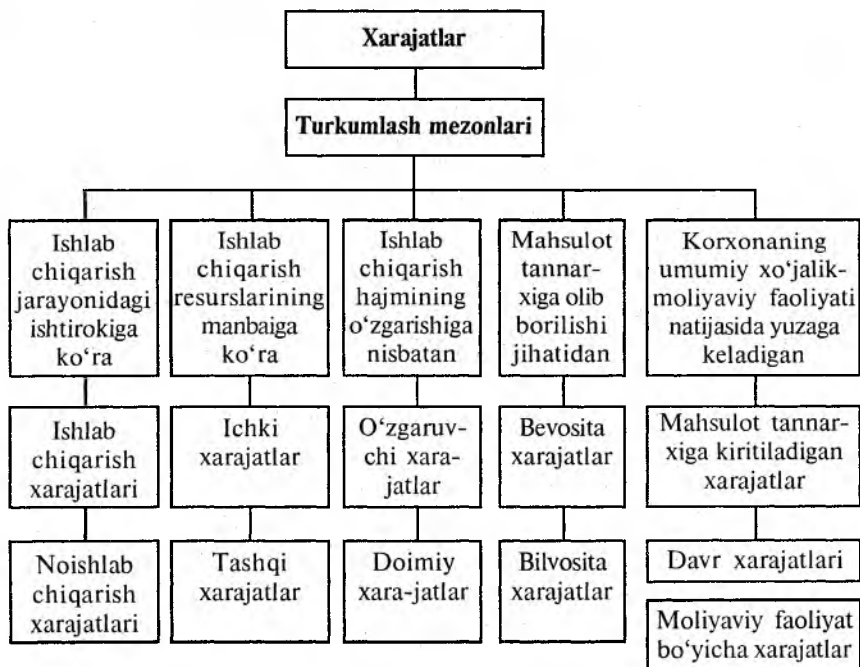 Xarajatlar
Turkumlash mezonlari
Ishlab
chiqarish
jarayonidagi
ishtirokiga
ko‘ra
Ishlab
chiqarish
resurslarining
manbaiga
ko‘ra
Ishlab
chiqarish
hajmining
o‘zgarishiga
nisbatan
Mahsulot
tannar-
xiga olib
borilishi
jihatidan
Korxonaning
umumiy xo‘jalik-
moliyaviy faoliyati
natijasida yuzaga
keladigan
Ishlab
chiqarish
xarajatlari
Ichki
xarajatlar
O‘zgaruv-
chi xara-
jatlar
Bevosita
xarajatlar
Mahsulot tannar-
xiga kiritiladigan
xarajatlar
Noishlab
chiqarish
xarajatlari
Tashqi
xarajatlar
Doimiy
xara-jatlar
Bilvosita
xarajatlar
Davr xarajatlari
Moliyaviy faoliyat
bo‘yicha xarajatlar